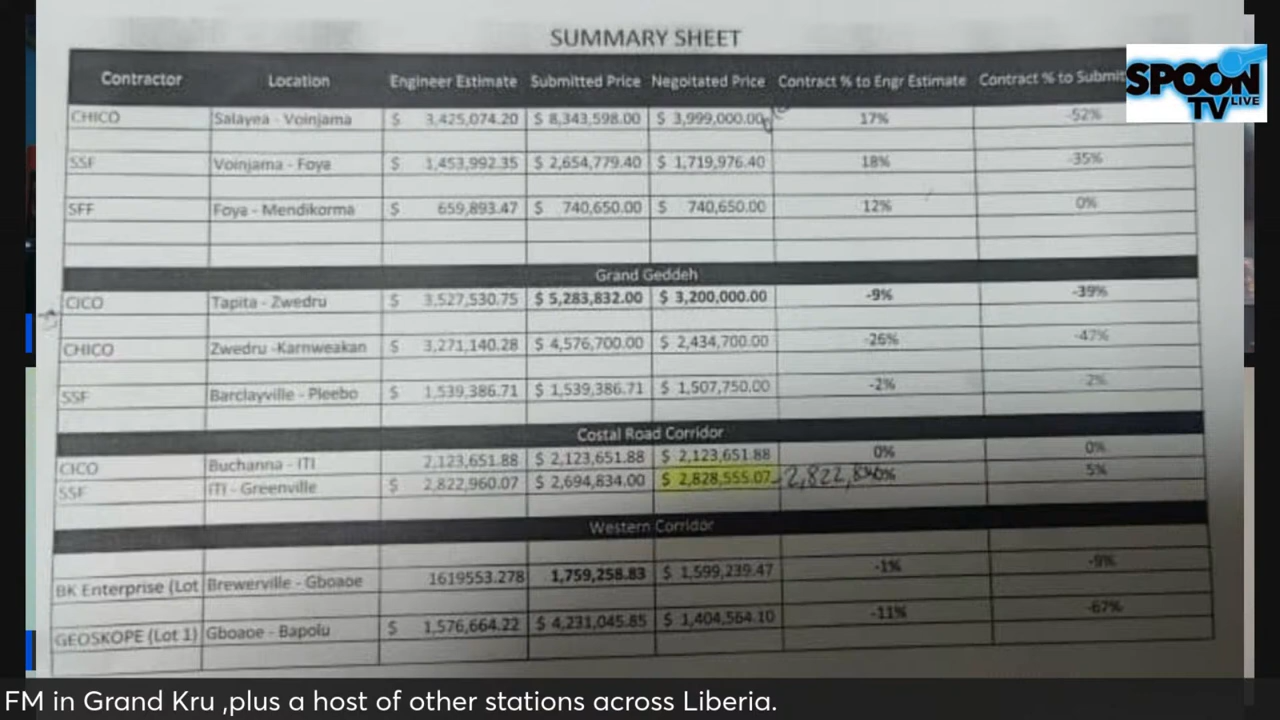 SUMMARY SHEET
Contractor Location Engineer Estimate Submitted Price Negoitated Price Contract % to Engr Estimate Contract % to Submit
SPOON
TV LIVE
CHICO Salayea - Voinjama $ 3,425,074.20 $ 8,343,598.00 $ 3,999,000.00 17% -52%
SSF Voinjama - Foya $ 1,453,992.35 $ 2,654,779.40 $ 1,719,976.40 18% -35%
SFF Foya - Mendikorma $ 659,893.47 $ 740,650.00 $ 740,650.00 12% 0%
Grand Geddeh
CICO Tapita - Zwedru $ 3,527,530.75 $ 5,283,832.00 $ 3,200,000.00 -9% -39%
CHICO Zwedru -Karnweakan $ 3,271,140.28 $ 4,576,700.00 $ 2,434,700.00 -26% -47%
SSF Barclayville - Pleebo $ 1,539,386.71 $ 1,539,386.71 $ 1,507,750.00 -2% -2%
Costal Road Corridor
CICO Buchanna - ITI 2,123,651.88 $ 2,123,651.88 $ 2,123,651.88 0% 0%
SSF ITI - Greenville $ 2,822,960.07 $ 2,694,834.00 $ 2,828,555.07 5%
Western Corridor
BK Enterprise (Lot Brewerville - Gboaoe 1619553.278 1,759,258.83 $ 1,599,239.47 -1% -9%
GEOSKOPE (Lot 1) Gboaoe - Bapolu $ 1,576,664.22 $ 4,231,045.85 $ 1,404,564.10 -11% -67%
FM in Grand Kru ,plus a host of other stations across Liberia.